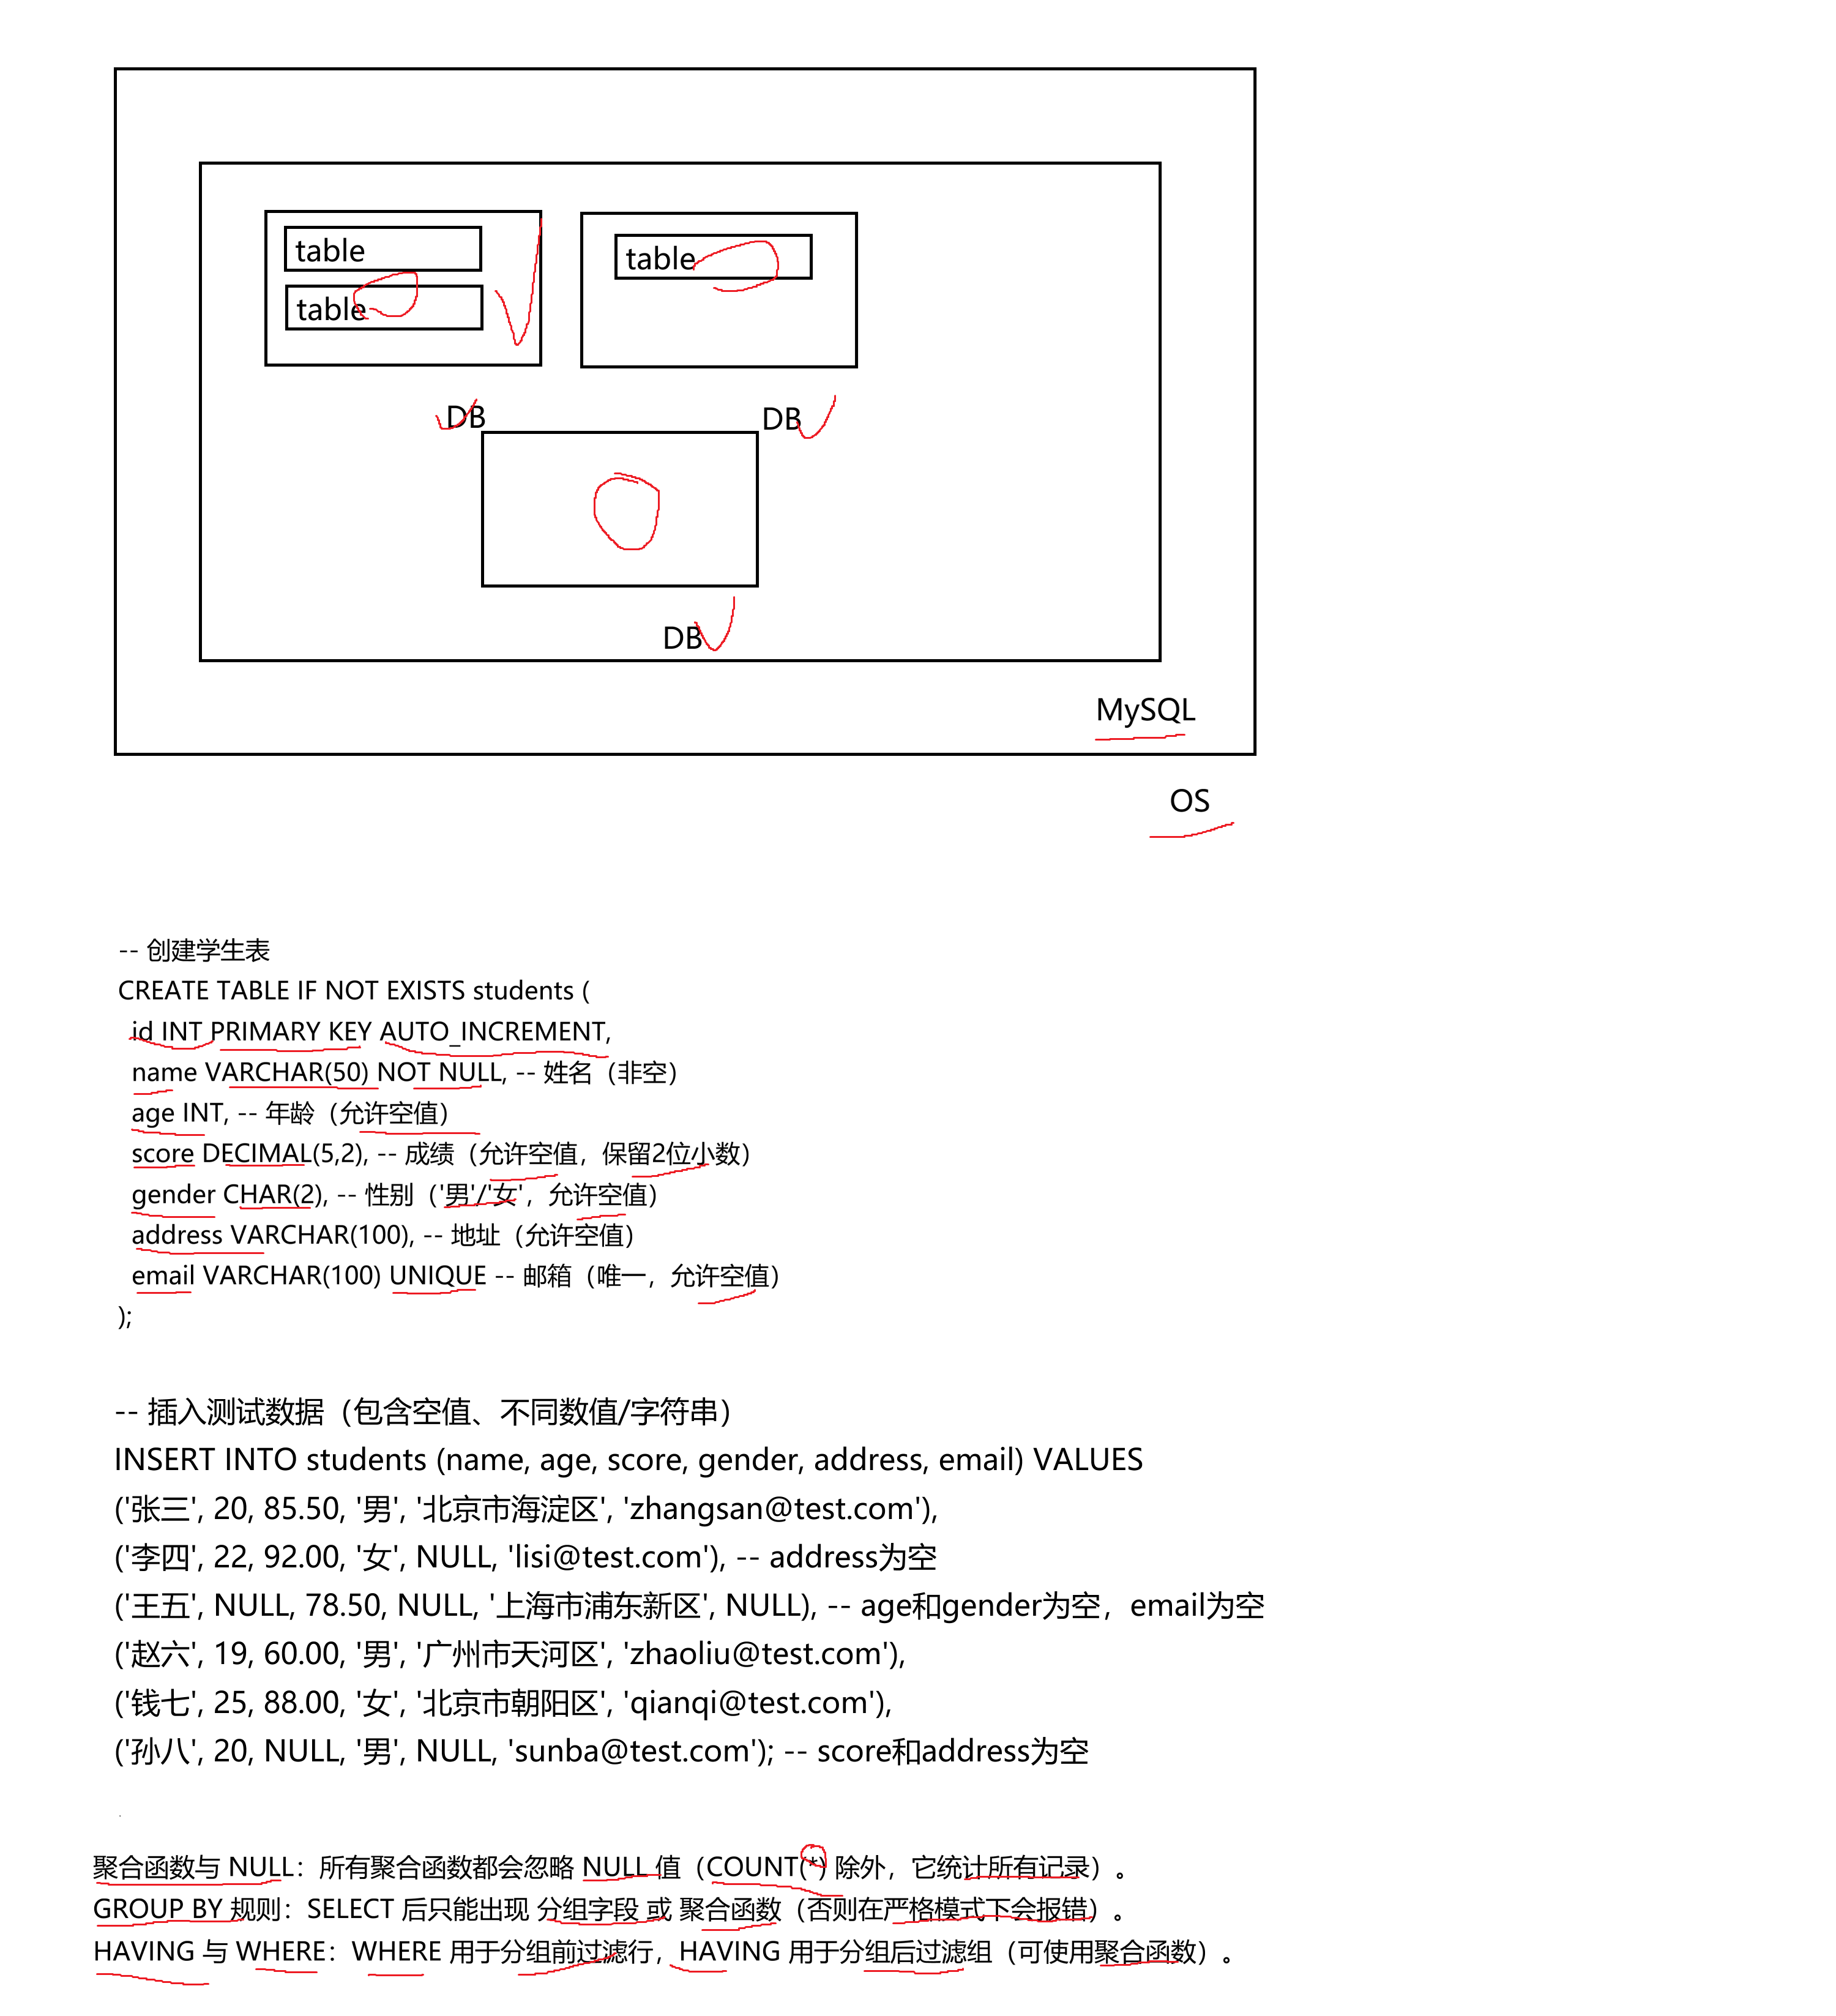 table
table
table
DB
DB
DB
MySQL
OS
-- 创建学生表
CREATE TABLE IF NOT EXISTS students (
id INT PRIMARY KEY AUTO_INCREMENT,
name VARCHAR(50) NOT NULL, -- 姓名（非空）
age INT, -- 年龄（允许空值）
score DECIMAL(5,2), -- 成绩（允许空值，保留2位小数）
gender CHAR(2), -- 性别（'男'/'女'，允许空值）
address VARCHAR(100), -- 地址（允许空值）
email VARCHAR(100) UNIQUE -- 邮箱（唯一，允许空值）
);
-- 插入测试数据（包含空值、不同数值/字符串）
INSERT INTO students (name, age, score, gender, address, email) VALUES
('张三', 20, 85.50, '男', '北京市海淀区', 'zhangsan@test.com'),
('李四', 22, 92.00, '女', NULL, 'lisi@test.com'), -- address为空
('王五', NULL, 78.50, NULL, '上海市浦东新区', NULL), -- age和gender为空，email为空
('赵六', 19, 60.00, '男', '广州市天河区', 'zhaoliu@test.com'),
('钱七', 25, 88.00, '女', '北京市朝阳区', 'qianqi@test.com'),
('孙八', 20, NULL, '男', NULL, 'sunba@test.com'); -- score和address为空
聚合函数与 NULL：所有聚合函数都会忽略 NULL 值（COUNT(*) 除外，它统计所有记录）。
GROUP BY 规则：SELECT 后只能出现 分组字段 或 聚合函数（否则在严格模式下会报错）。
HAVING 与 WHERE：WHERE 用于分组前过滤行，HAVING 用于分组后过滤组（可使用聚合函数）。